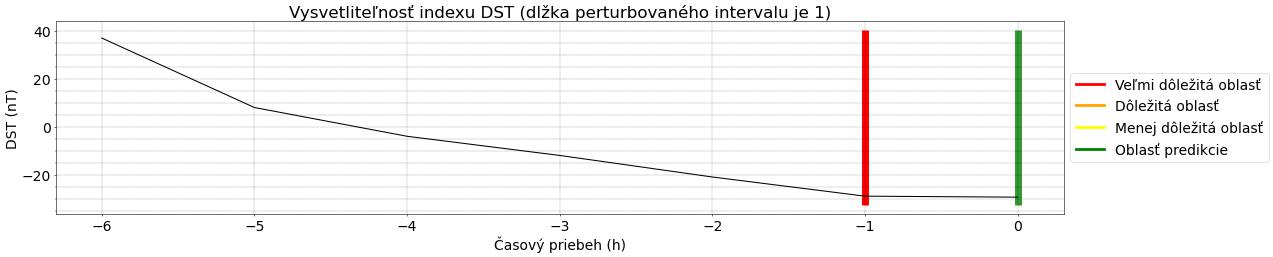 Vysvetliteľnosť indexu DST (dĺžka perturbovaného intervalu je 1)
DST (nT)
40
20
0
−20
−6
−5
−4
−3
−2
−1
0
Časový priebeh (h)
Veľmi dôležitá oblasť
Dôležitá oblasť
Menej dôležitá oblasť
Oblasť predikcie